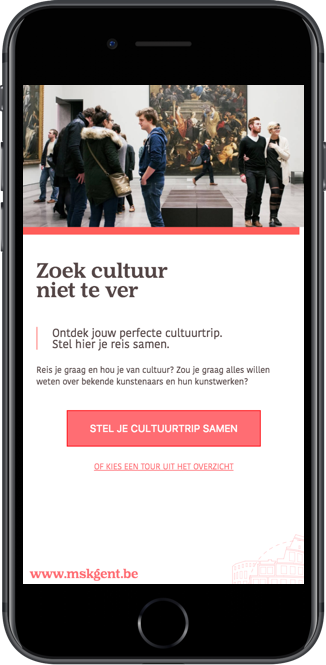 Zoek cultuur
niet te ver
Ontdek jouw perfecte cultuurtrip.
Stel hier je reis samen.
Reis je graag en hou je van cultuur? Zou je graag alles willen
weten over bekende kunstenaars en hun kunstwerken?
STEL JE CULTUURTRIP SAMEN
OF KIES EEN TOUR UIT HET OVERZICHT
www.mskgent.be